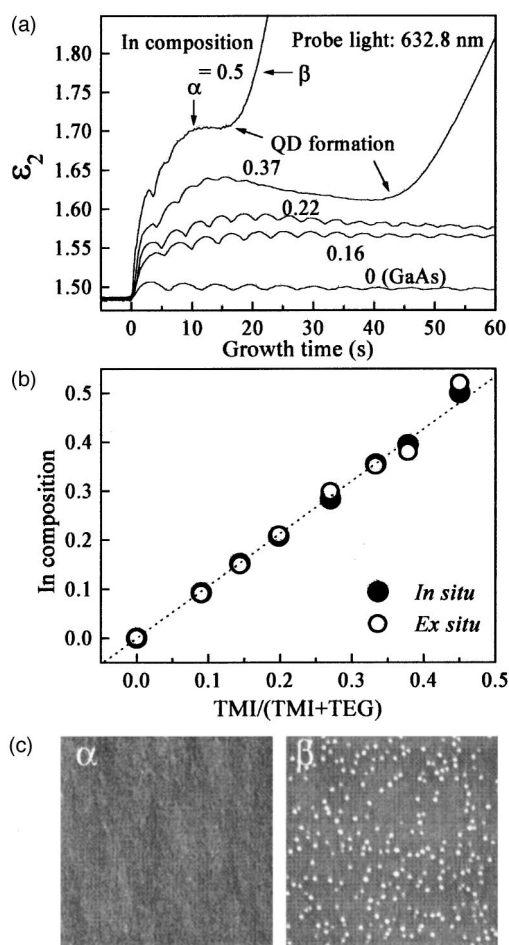 (a)
In composition
= 0.5
Probe light: 632.8 nm
α
β
QD formation
0.37
0.22
0.16
0 (GaAs)
ε2
1.80
1.75
1.70
1.65
1.60
1.55
1.50
-10 0 10 20 30 40 50 60
Growth time (s)
(b)
In composition
0.5
0.4
0.3
0.2
0.1
0.0
In situ
Ex situ
0.0 0.1 0.2 0.3 0.4 0.5
TMI/(TMI+TEG)
(c)
α
β